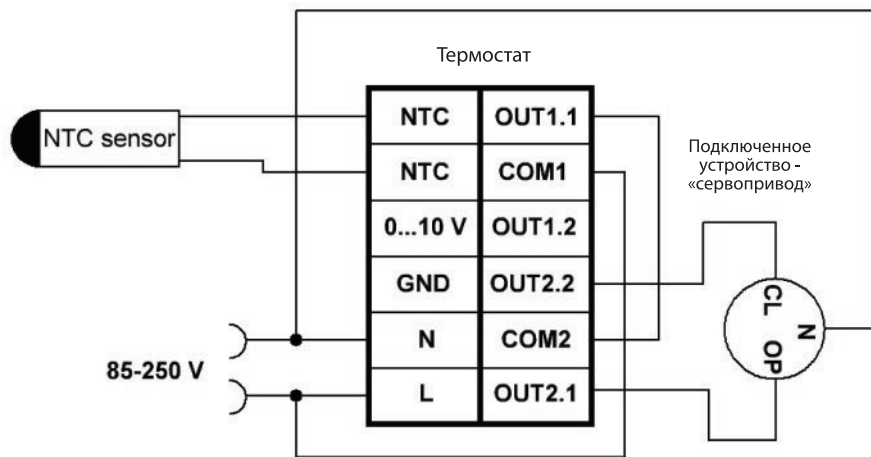 Термостат
NTC sensor
NTC OUT1.1
NTC COM1
0...10 V OUT1.2
GND OUT2.2
N COM2
L OUT2.1
85-250 V
Подключенное
устройство -
«сервопривод»
CL
OP
N